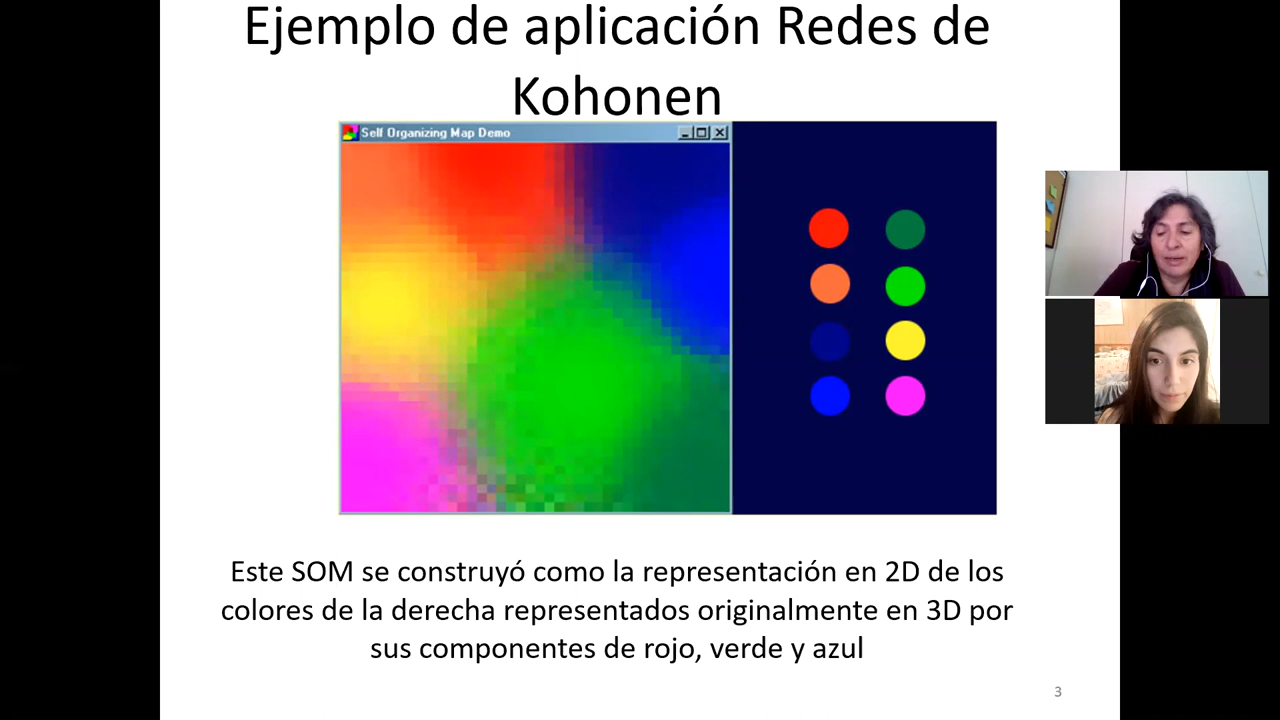 Ejemplo de aplicación Redes de
Kohonen
Self Organizing Map Demo
Este SOM se construyó como la representación en 2D de los
colores de la derecha representados originalmente en 3D por
sus componentes de rojo, verde y azul
3